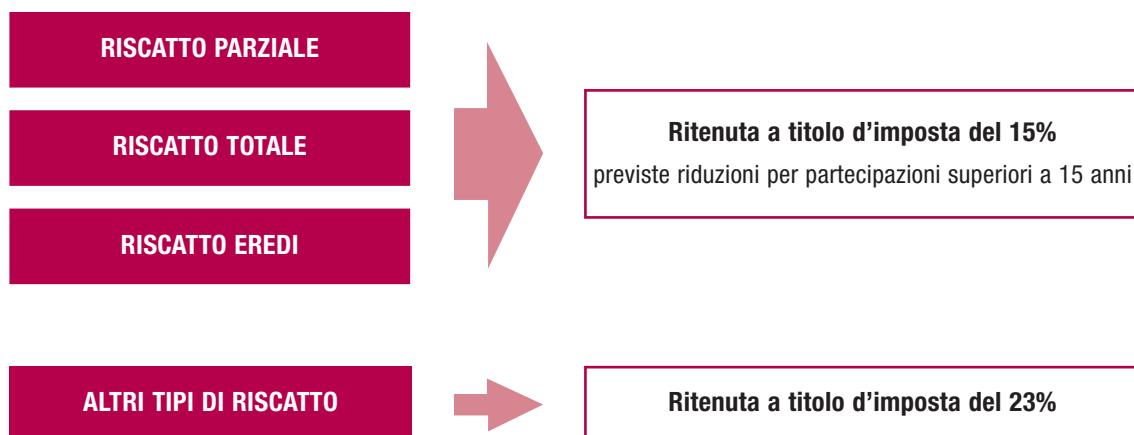 RISCATTO PARZIALE
RISCATTO TOTALE
RISCATTO EREDI
Ritenuta a titolo d'imposta del 15%
previste riduzioni per partecipazioni superiori a 15 anni
ALTRI TIPI DI RISCATTO
Ritenuta a titolo d'imposta del 23%